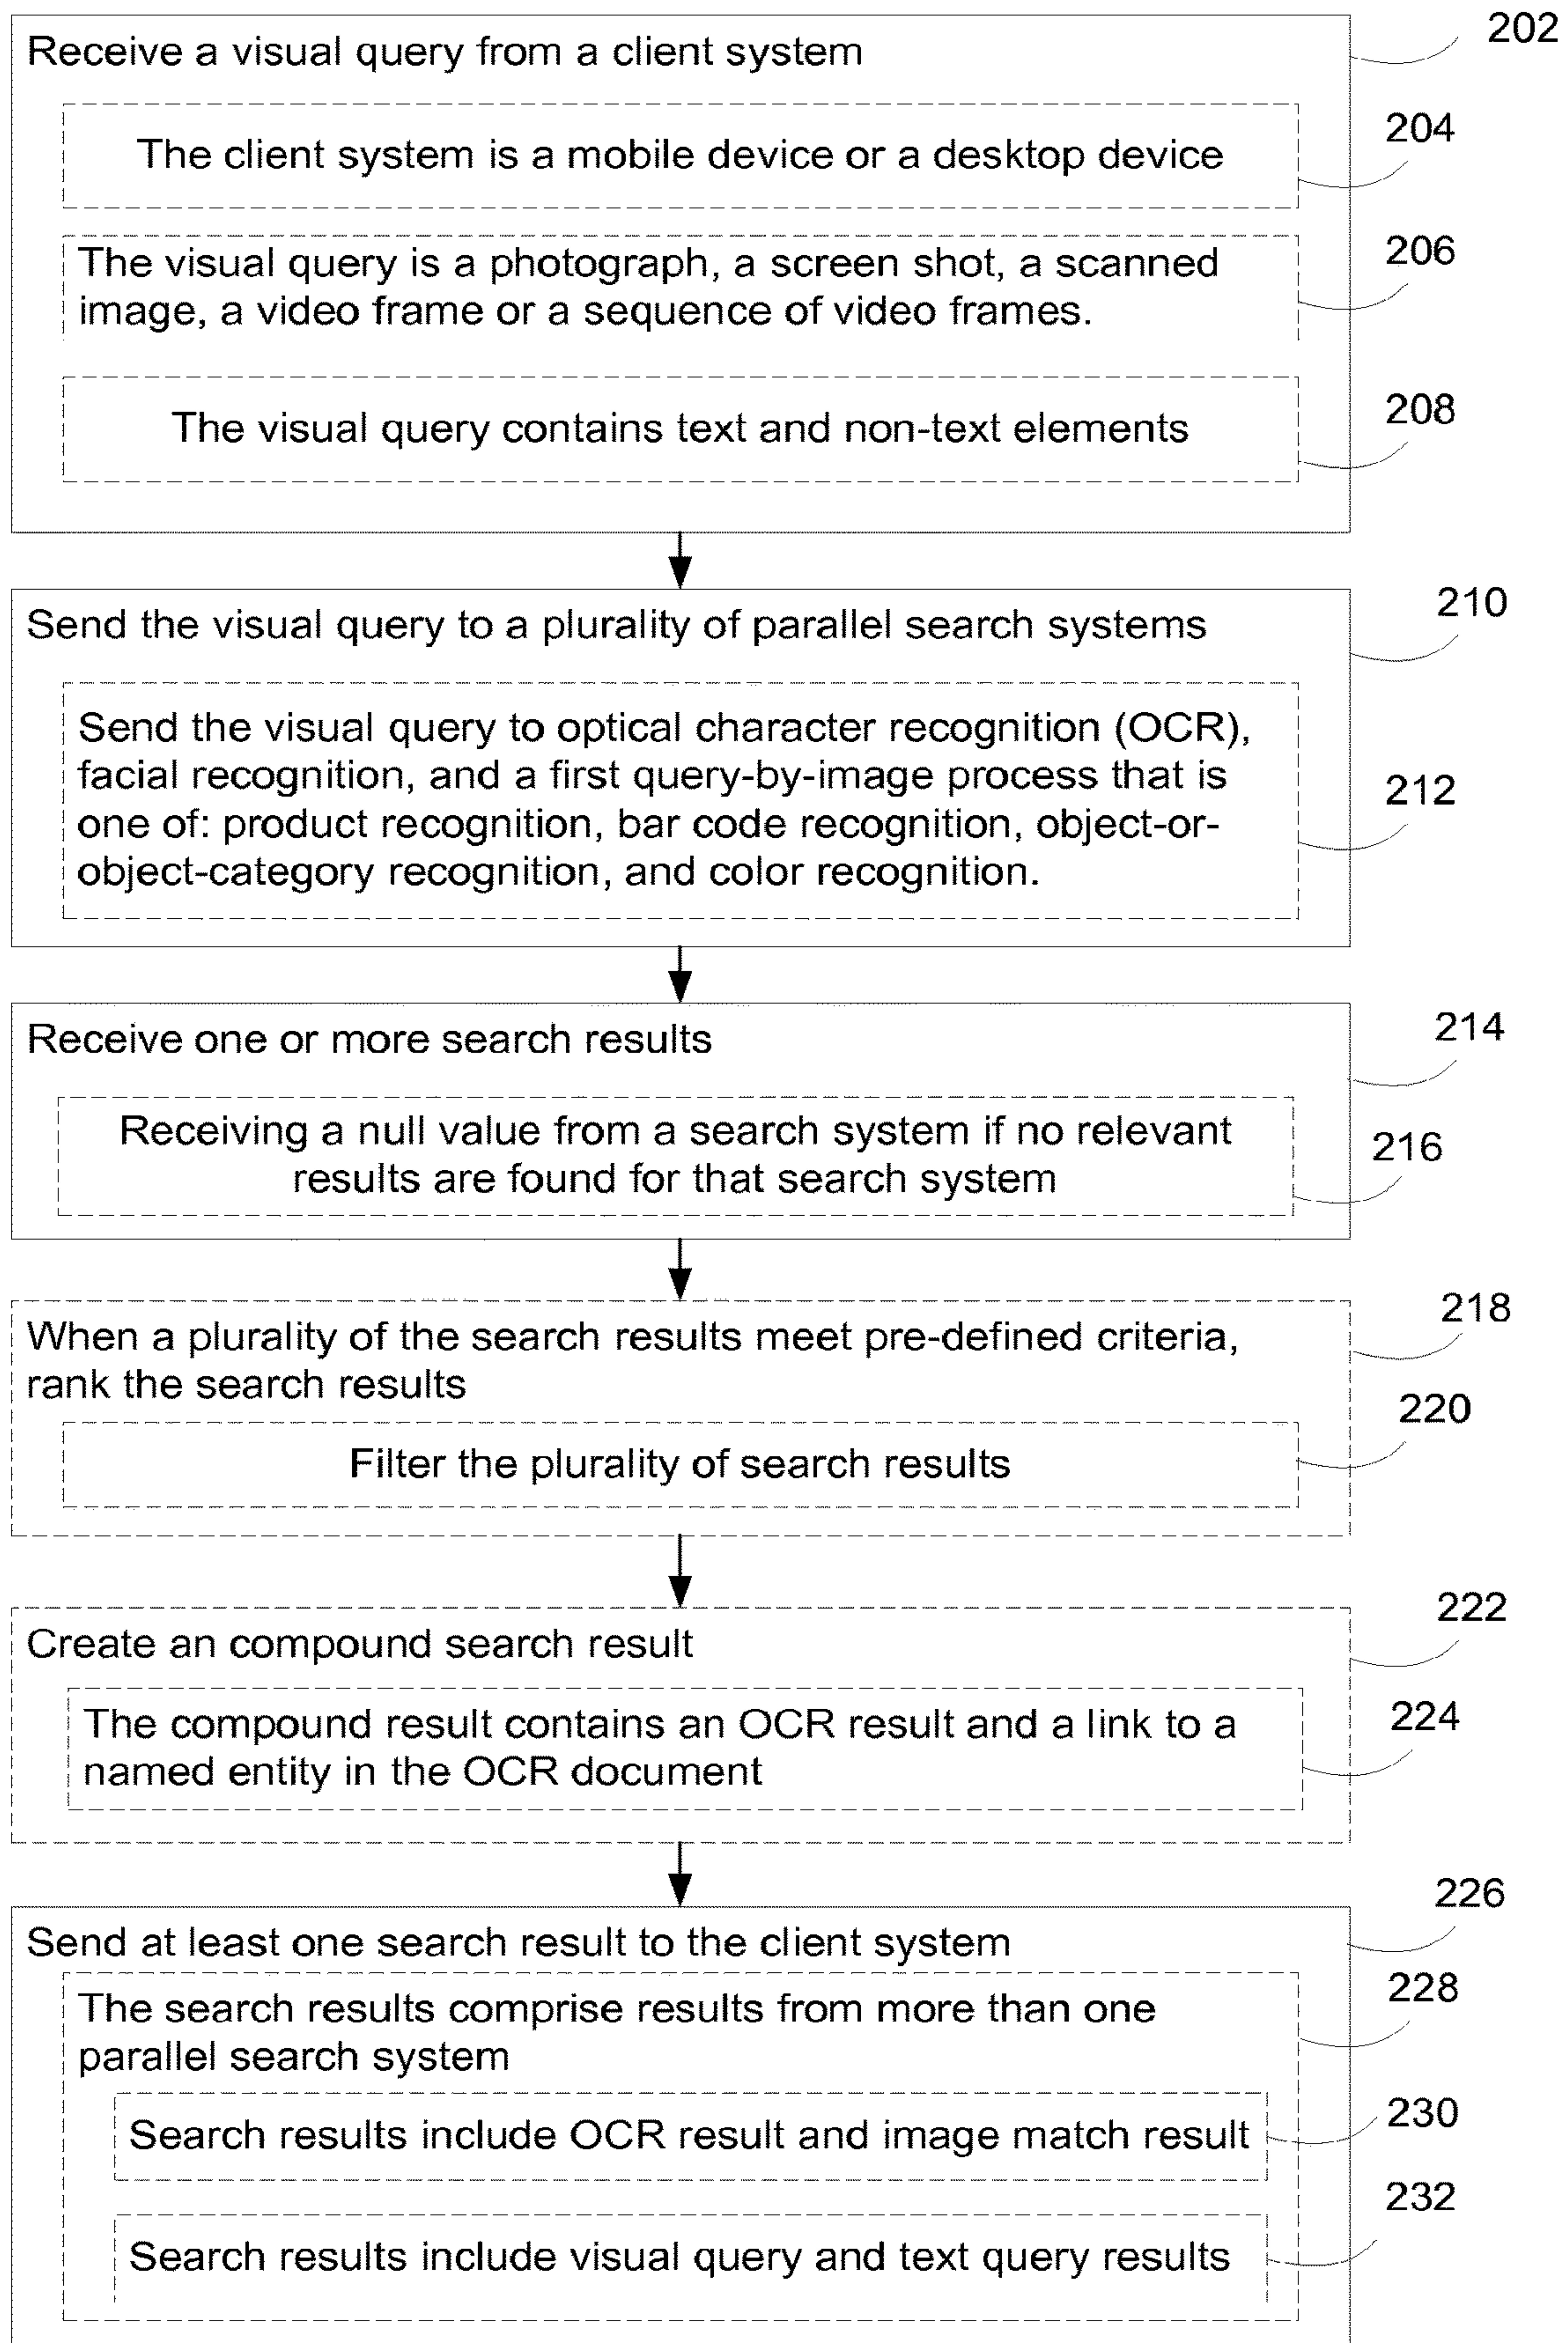 Receive a visual query from a client system
202
The client system is a mobile device or a desktop device
204
The visual query is a photograph, a screen shot, a scanned
image, a video frame or a sequence of video frames.
206
The visual query contains text and non-text elements
208
Send the visual query to a plurality of parallel search systems
210
Send the visual query to optical character recognition (OCR),
facial recognition, and a first query-by-image process that is
one of: product recognition, bar code recognition, object-or-
object-category recognition, and color recognition.
212
Receive one or more search results
214
Receiving a null value from a search system if no relevant
results are found for that search system
216
When a plurality of the search results meet pre-defined criteria,
rank the search results
218
Filter the plurality of search results
220
Create an compound search result
222
The compound result contains an OCR result and a link to a
named entity in the OCR document
224
Send at least one search result to the client system
226
The search results comprise results from more than one
parallel search system
228
Search results include OCR result and image match result
230
Search results include visual query and text query results
232